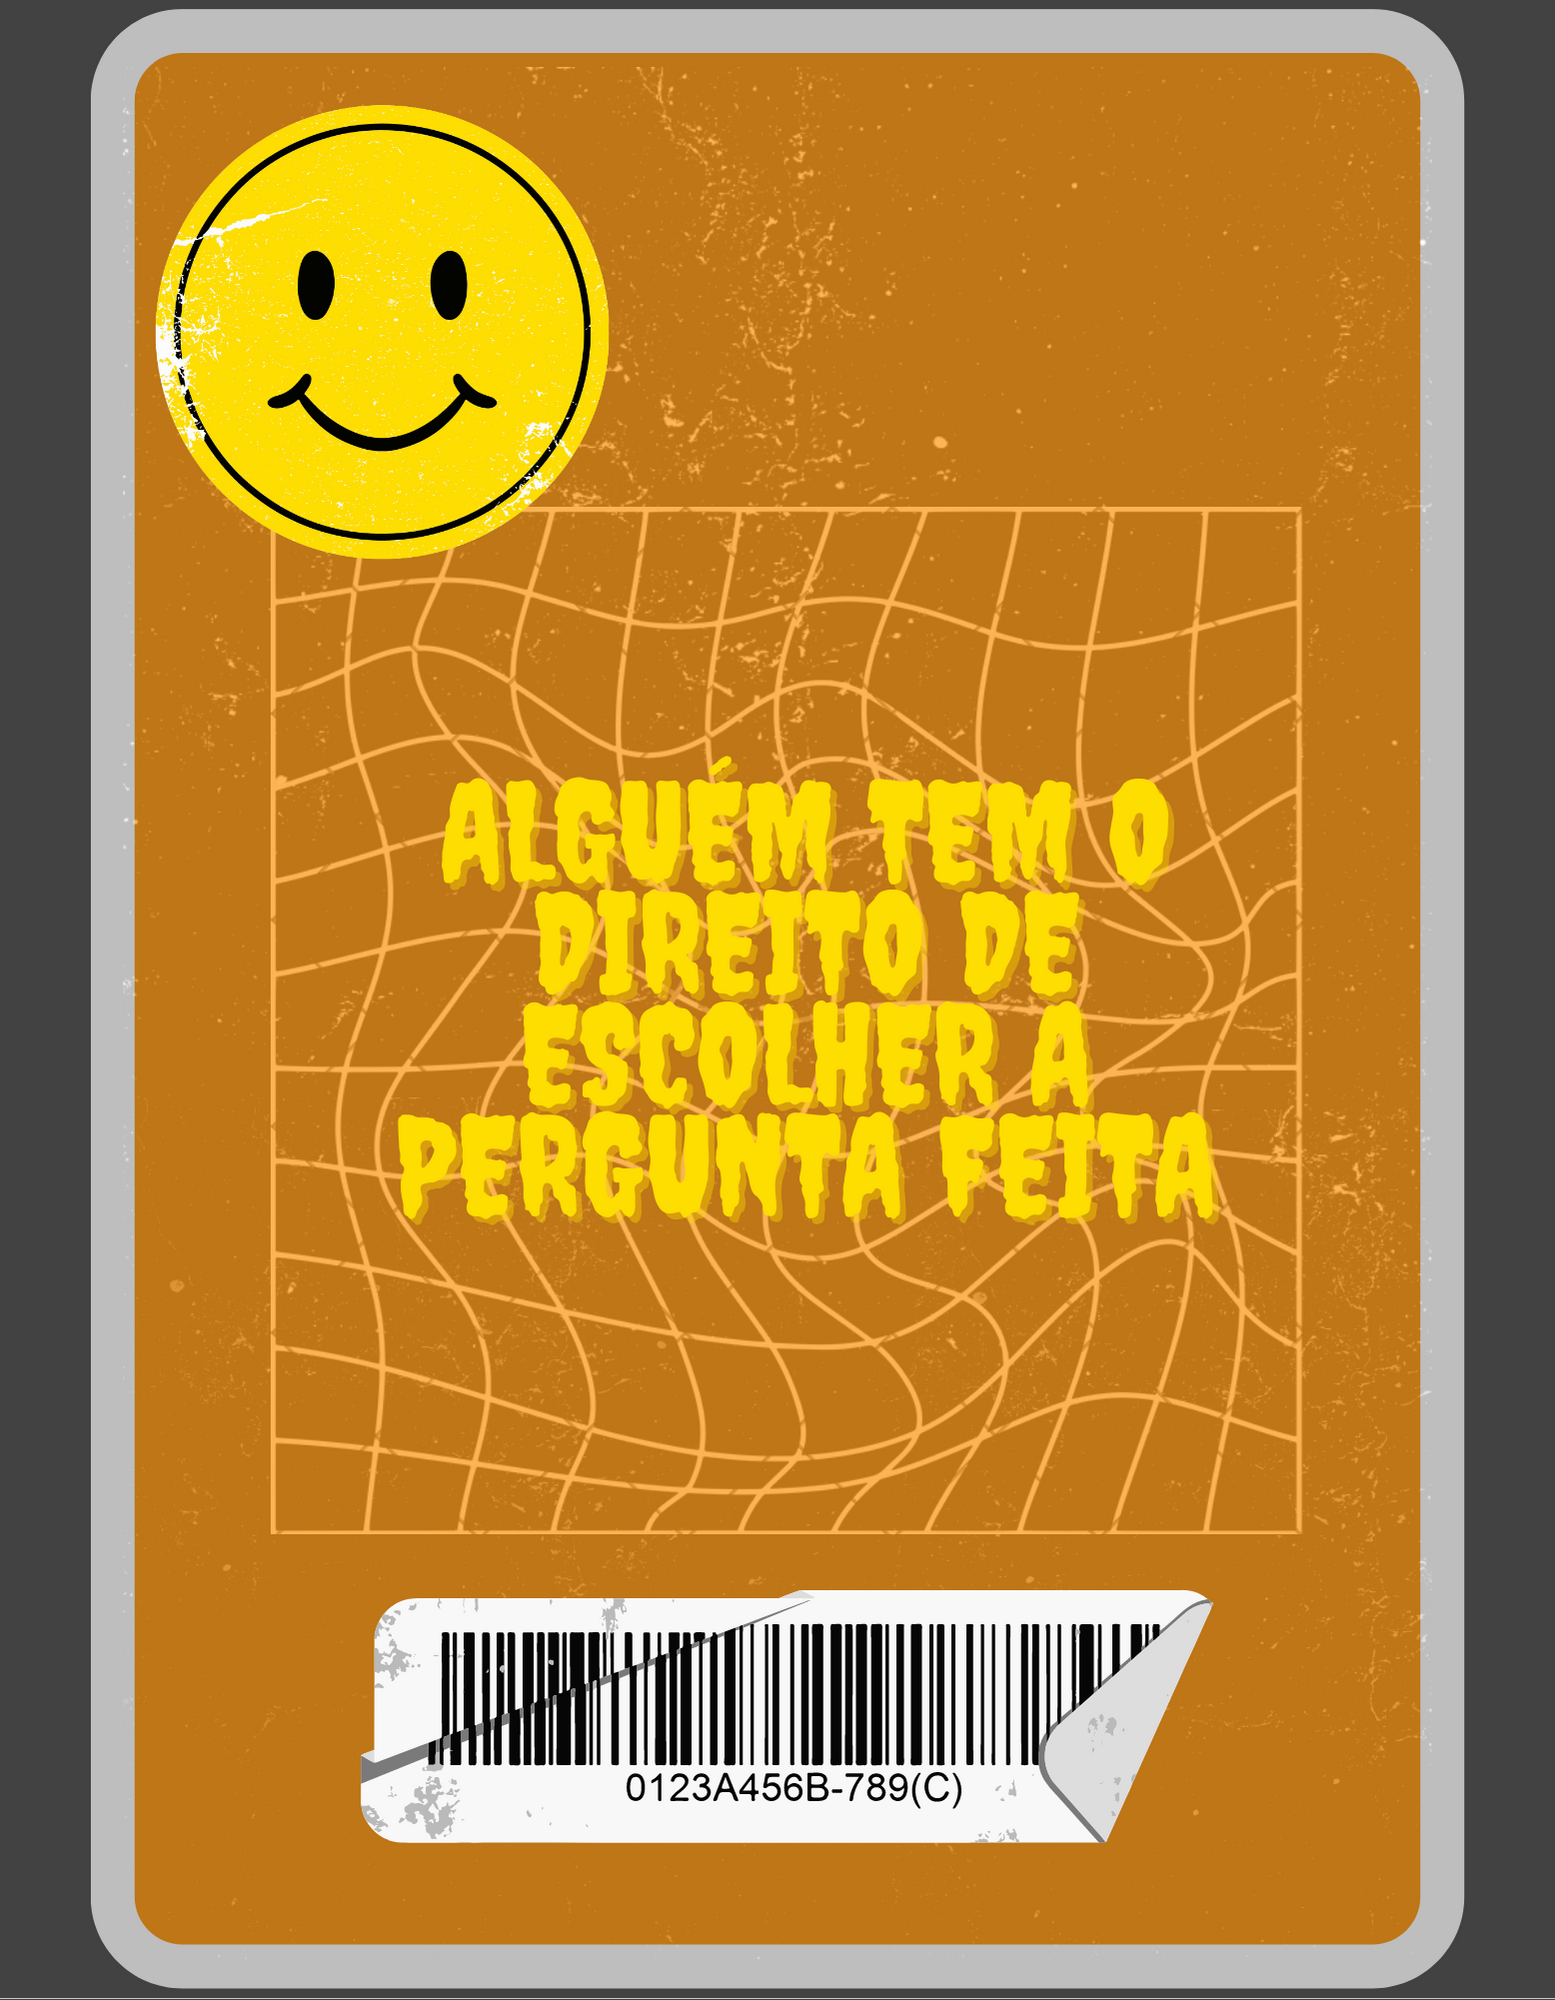 ALGUÉM TEM O
DIREITO DE
ESCOLHER A
PERGUNTA FEITA
0123A456B-789(C)